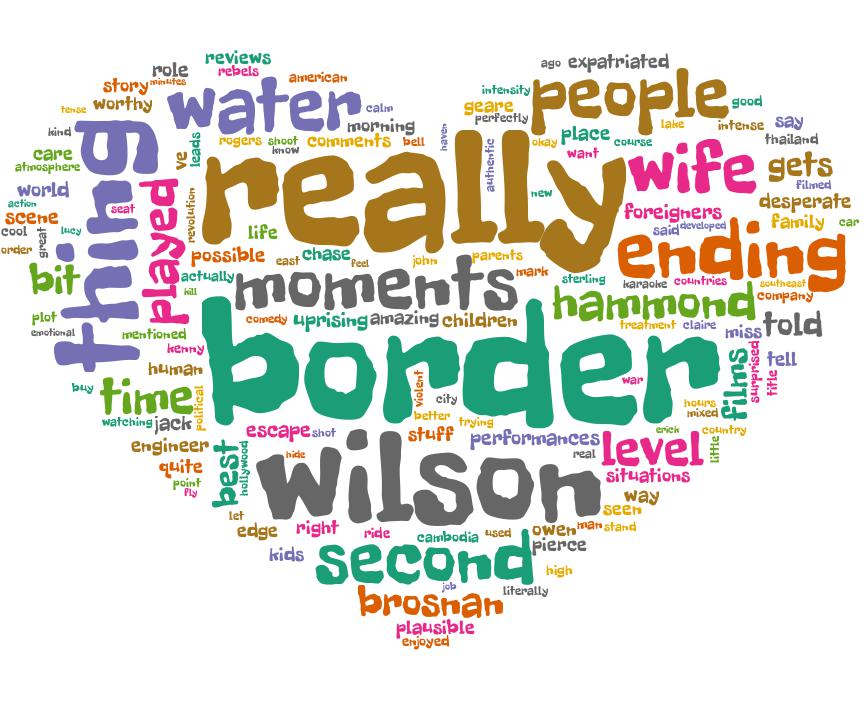 ago expatriated
reviews
role rebels
story minutes american
people
intensity good
worthy water calm geare
tense perfectly lake intense say
morning
kind thing rogers shoot comments bell haven okay place course thailand
know want
care ve leads really authentic wife gets
atmosphere
world played seat revolution new filmed
action desperate
scene foreigners family
cool great lucy life said developed car
order possible east chase feel john parents ending
bit actually moments mark sterling karaoke countries southeast
kill hammond company
plot comedy uprising amazing children treatment claire miss told
emotional mentioned
kenny border films surprised tell
human violent war title
buy time political city hours
watching jack better trying mixed
escape shot stuff performances erick country
engineer best hollywood wilson real level little
quite hide situations
point
fly way
let seen
edge right ride cambodia used owen man stand
kids second pierce
job high
literally
brosnan
plausible
enjoyed